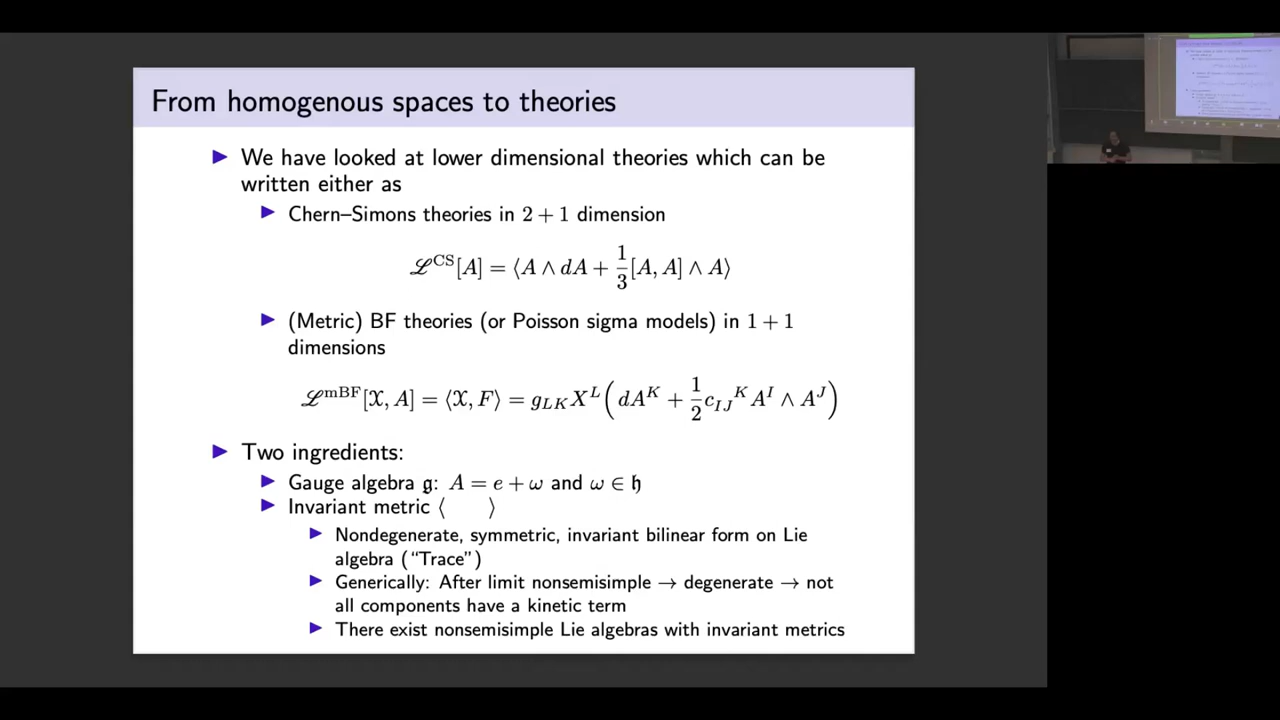 From homogenous spaces to theories
▶ We have looked at lower dimensional theories which can be
written either as
▶ Chern–Simons theories in 2 + 1 dimension
ℒ^CS[A] = ⟨A ∧ dA + 1/3 [A, A] ∧ A⟩
▶ (Metric) BF theories (or Poisson sigma models) in 1 + 1
dimensions
ℒ^mBF[𝒳, A] = ⟨𝒳, F⟩ = g_{LK} X^L (dA^K + 1/2 c_{IJ}^K A^I ∧ A^J)
▶ Two ingredients:
▶ Gauge algebra 𝔤: A = e + ω and ω ∈ 𝔥
▶ Invariant metric ⟨ ⟩
▶ Nondegenerate, symmetric, invariant bilinear form on Lie
algebra (“Trace”)
▶ Generically: After limit nonsemisimple → degenerate → not
all components have a kinetic term
▶ There exist nonsemisimple Lie algebras with invariant metrics